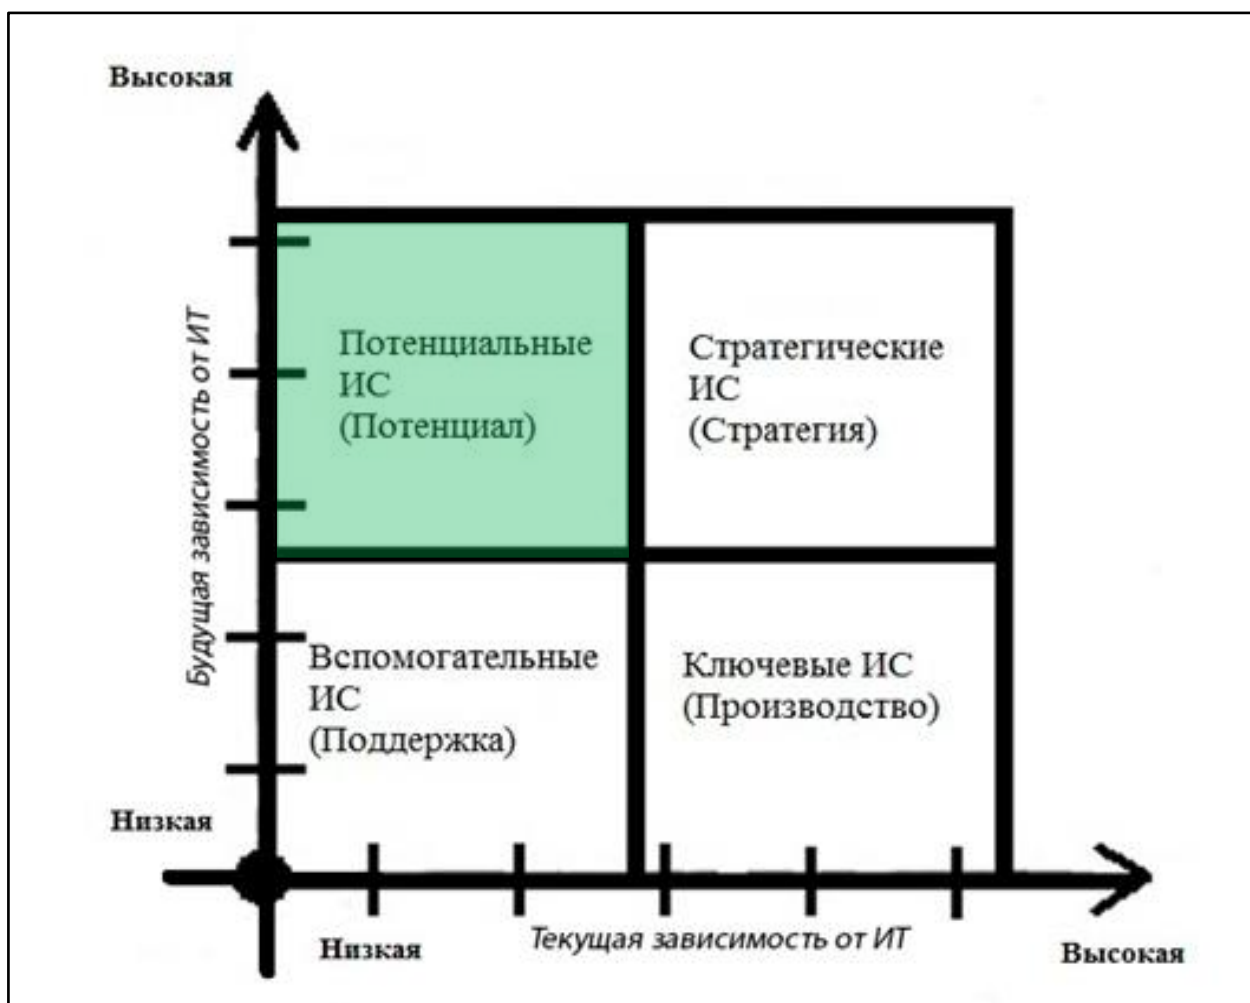 Высокая
Потенциальные
ИС
(Потенциал)
Стратегические
ИС
(Стратегия)
Будущая зависимость от ИТ
Вспомогательные
ИС
(Поддержка)
Ключевые ИС
(Производство)
Низкая
Низкая
Текущая зависимость от ИТ
Высокая